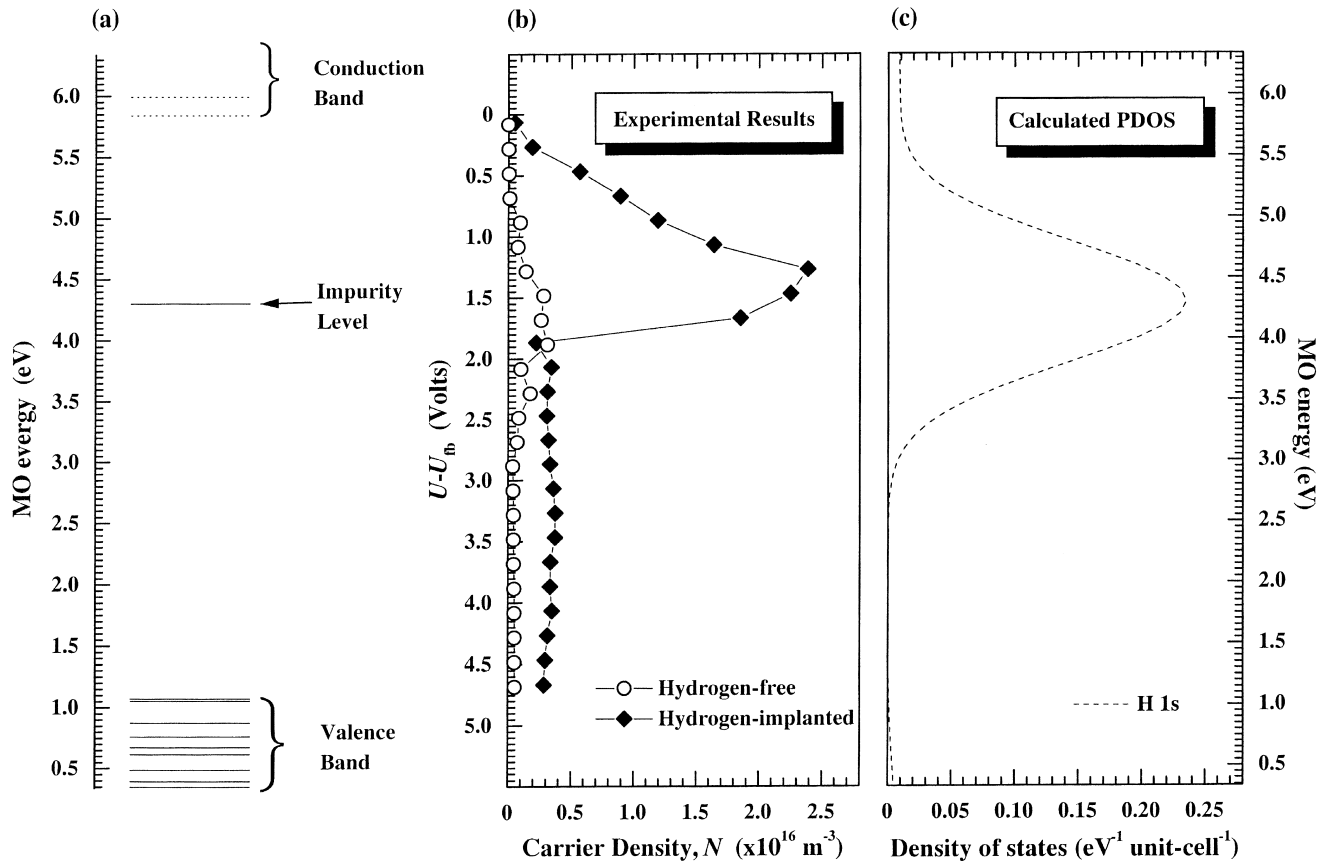 (a)
Conduction
Band
6.0
5.5
5.0
4.5
4.0
3.5
3.0
2.5
2.0
1.5
1.0
0.5
Impurity
Level
Valence
Band
MO evergy (eV)
(b)
Experimental Results
0
0.5
1.0
1.5
2.0
2.5
3.0
3.5
4.0
4.5
5.0
U-Ufb (Volts)
Hydrogen-free
Hydrogen-implanted
0 0.5 1.0 1.5 2.0 2.5
Carrier Density, N (x10¹⁶ m⁻³)
(c)
Calculated PDOS
6.0
5.5
5.0
4.5
4.0
3.5
3.0
2.5
2.0
1.5
1.0
0.5
MO energy (eV)
H 1s
0 0.05 0.10 0.15 0.20 0.25
Density of states (eV⁻¹ unit-cell⁻¹)